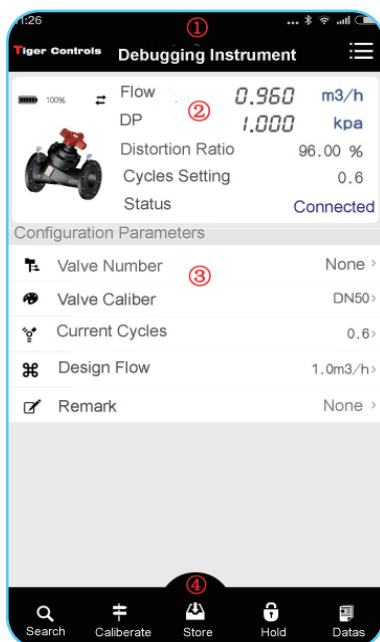 1:26 ① ...
Tiger Controls Debugging Instrument
100% Flow 0.960 m3/h
② DP 1.000 kpa
Distortion Ratio 96.00 %
Cycles Setting 0.6
Status Connected
Configuration Parameters
Valve Number ③ None >
Valve Caliber DN50>
Current Cycles 0.6>
Design Flow 1.0m3/h>
Remark None >
④
Search Caliberate Store Hold Datas